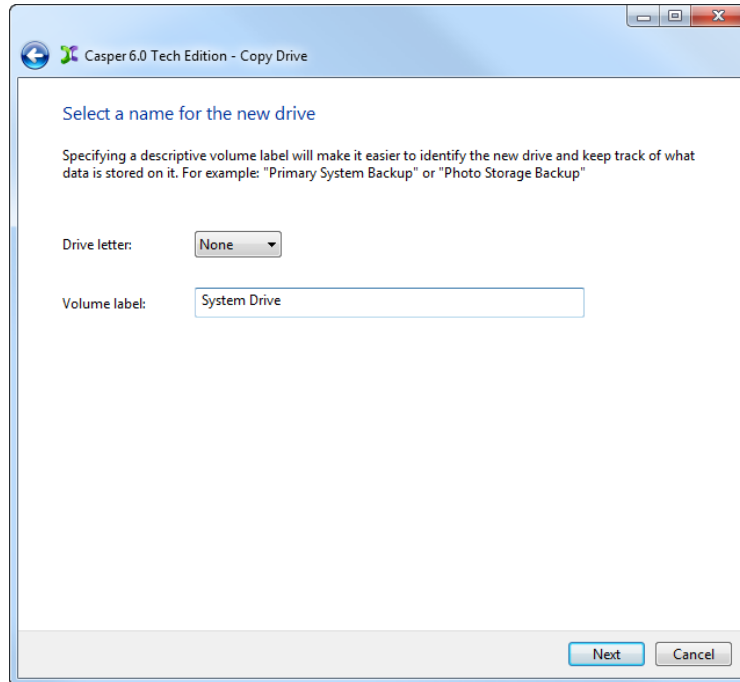 Casper 6.0 Tech Edition - Copy Drive
Select a name for the new drive
Specifying a descriptive volume label will make it easier to identify the new drive and keep track of what
data is stored on it. For example: "Primary System Backup" or "Photo Storage Backup"
Drive letter: None
Volume label: System Drive
Next Cancel